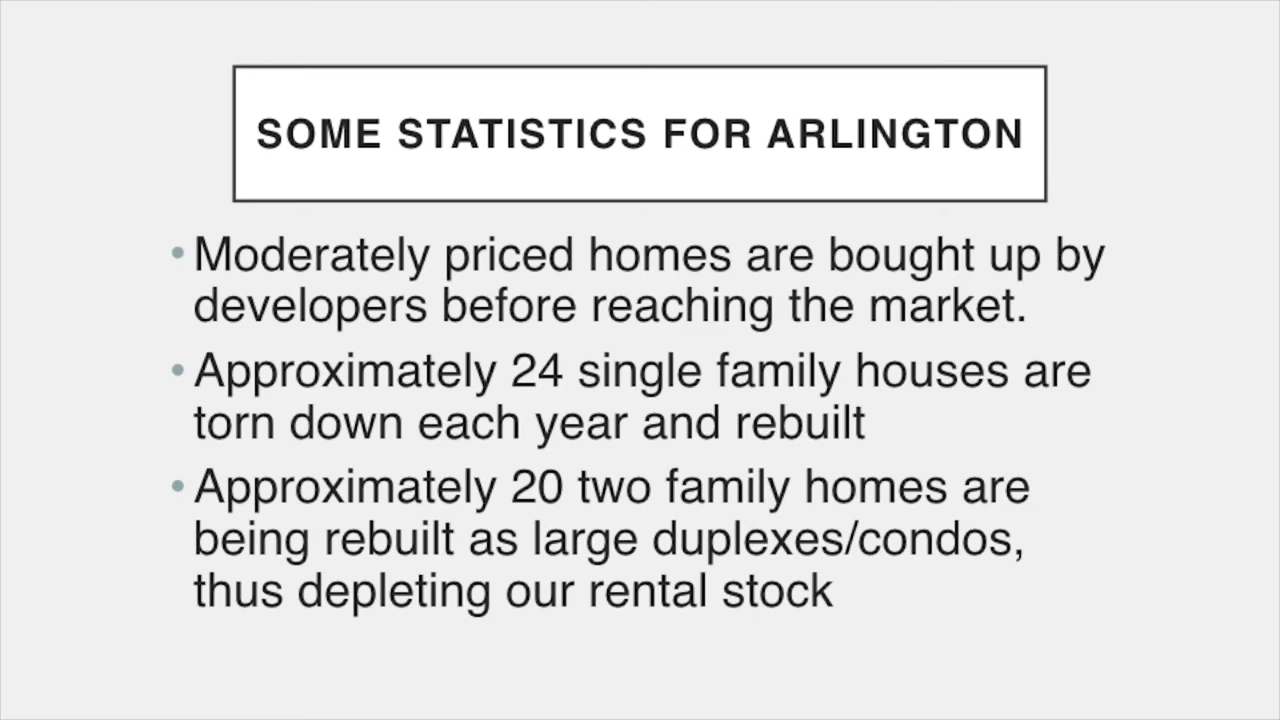 SOME STATISTICS FOR ARLINGTON
• Moderately priced homes are bought up by
developers before reaching the market.
• Approximately 24 single family houses are
torn down each year and rebuilt
• Approximately 20 two family homes are
being rebuilt as large duplexes/condos,
thus depleting our rental stock